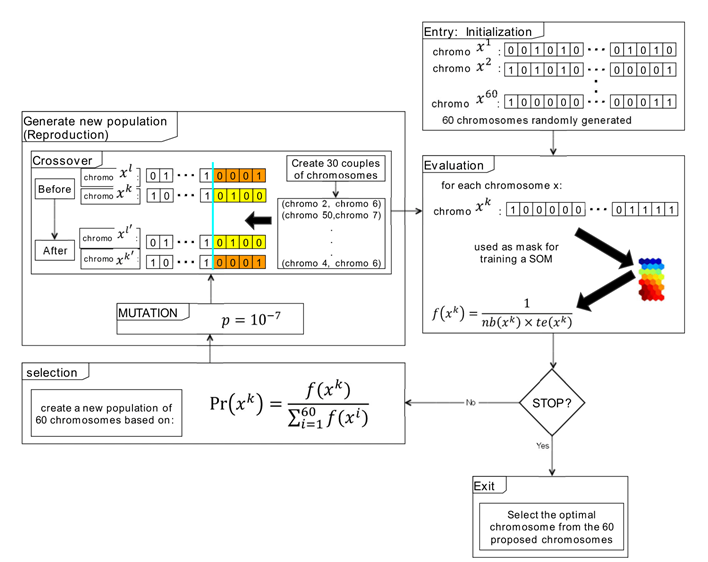 Entry: Initialization
chromo x^1 : 0 0 1 0 1 0 ··· 0 1 0 1 0
chromo x^2 : 1 0 1 0 1 0 ··· 0 0 0 0 1
chromo x^60 : 1 0 0 0 0 0 ··· 0 0 0 1 1
60 chromosomes randomly generated
Generate new population
(Reproduction)
Crossover
Before
After
chromo x^l : 0 1 ··· 1 0 0 0 1
chromo x^k : 1 0 ··· 1 0 1 0 0
chromo x^l' : 0 1 ··· 1 0 1 0 0
chromo x^k' : 1 0 ··· 1 0 0 0 1
Create 30 couples
of chromosomes
(chromo 2, chromo 6)
(chromo 50,chromo 7)
.
.
.
(chromo 4, chromo 6)
MUTATION
p = 10^-7
Evaluation
for each chromosome x:
chromo x^k : 1 0 0 0 0 0 ··· 0 1 1 1 1
used as mask for
training a SOM
f(x^k) = 1 / nb(x^k) × te(x^k)
selection
create a new population of
60 chromosomes based on:
Pr(x^k) = f(x^k) / ∑_{i=1}^{60} f(x^i)
No
STOP?
Yes
Exit
Select the optimal
chromosome from the 60
proposed chromosomes